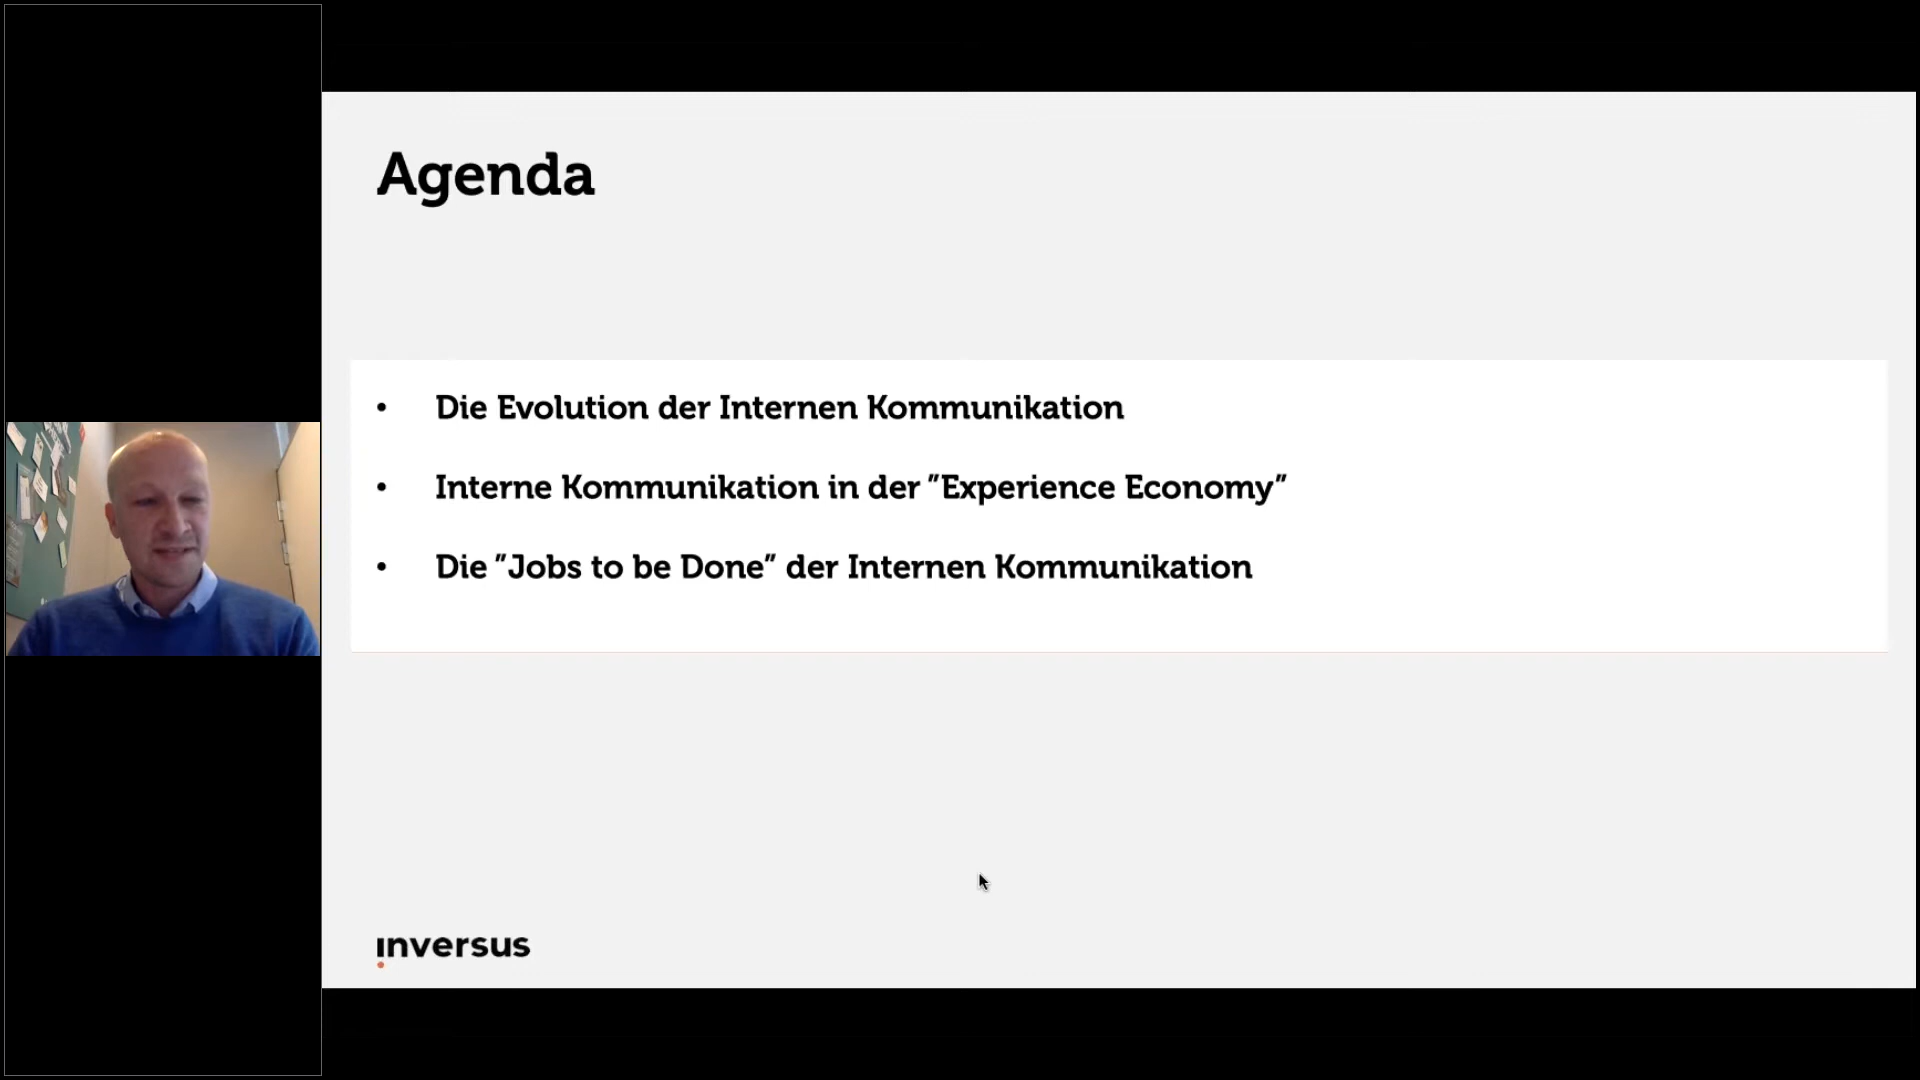 Agenda
• Die Evolution der Internen Kommunikation
• Interne Kommunikation in der ”Experience Economy”
• Die ”Jobs to be Done” der Internen Kommunikation
inversus